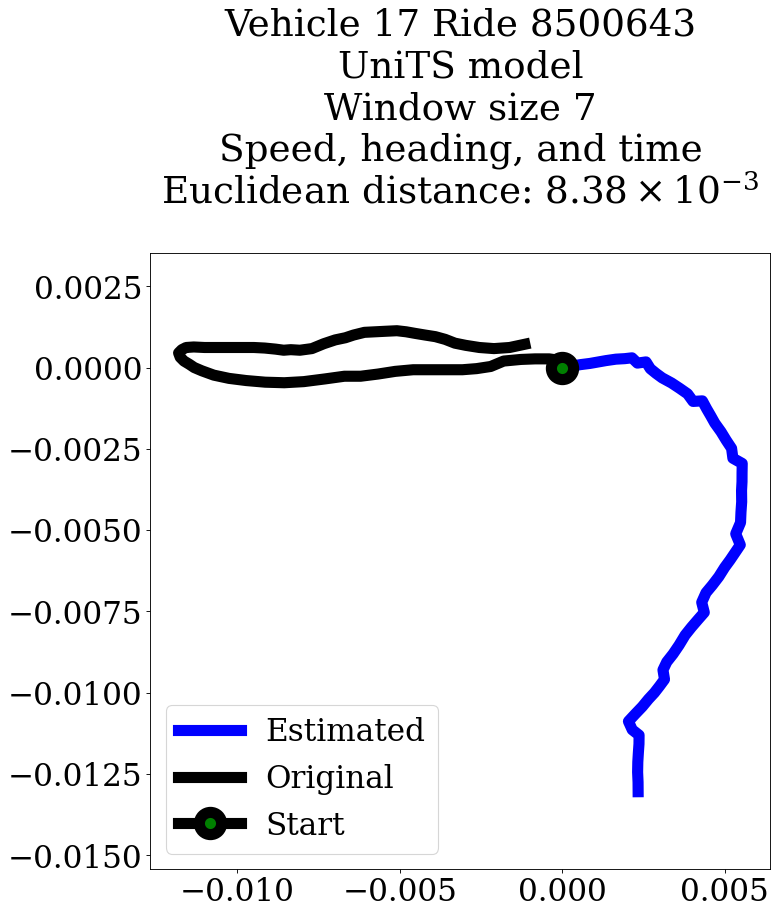 Vehicle 17 Ride 8500643
UniTS model
Window size 7
Speed, heading, and time
Euclidean distance: 8.38 × 10⁻³
0.0025
0.0000
−0.0025
−0.0050
−0.0075
−0.0100
−0.0125
−0.0150
Estimated
Original
Start
−0.010 −0.005 0.000 0.005